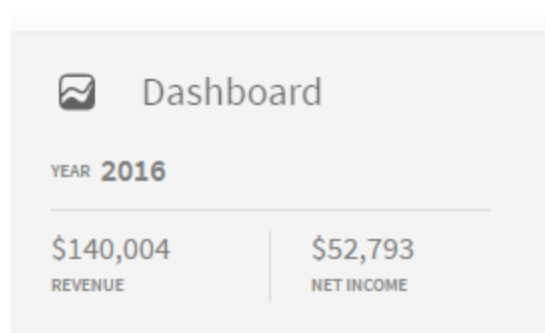 Dashboard
YEAR 2016
$140,004 $52,793
REVENUE NET INCOME